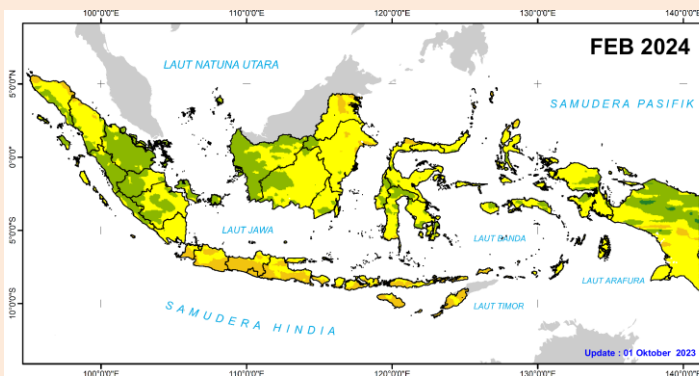 100°0'0"E 110°0'0"E 120°0'0"E 130°0'0"E 140°0'0"E
FEB 2024
LAUT NATUNA UTARA
5°0'0"N
SAMUDERA PASIFIK
0°0'0"
LAUT JAWA
LAUT BANDA
5°0'0"S
LAUT ARAFURA
10°0'0"S
SAMUDERA HINDIA
LAUT TIMOR
Update : 01 Oktober 2023
100°0'0"E 110°0'0"E 120°0'0"E 130°0'0"E 140°0'0"E